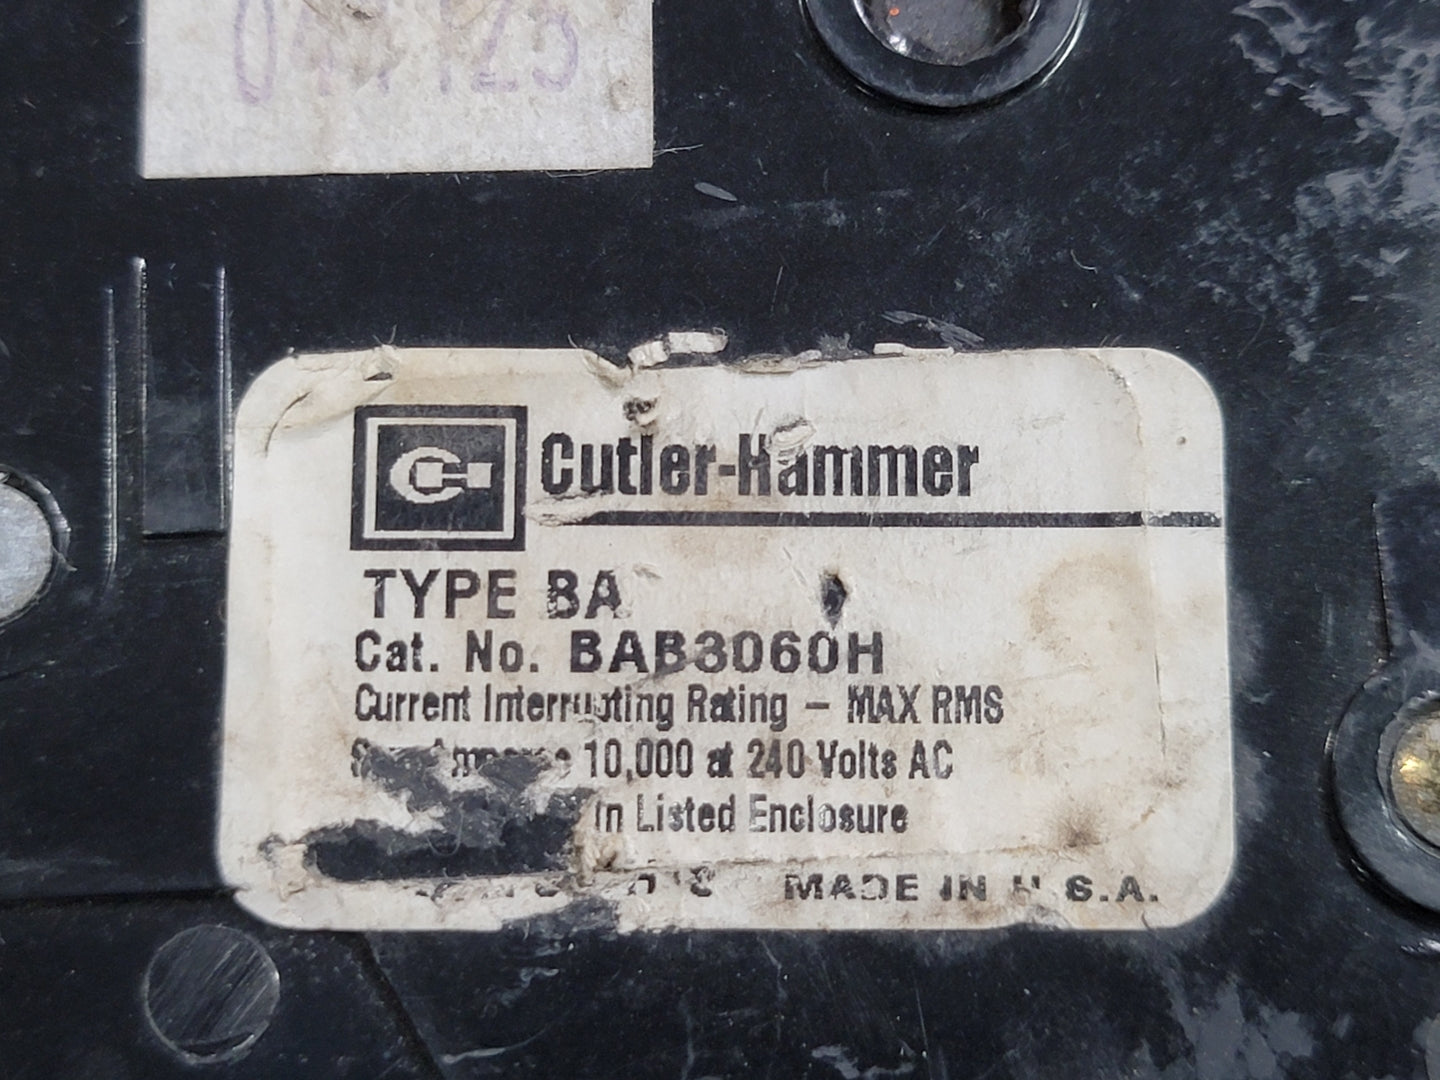 Cutler-Hammer
TYPE BA
Cat. No. BAB3060H
Current Interrupting Rating – MAX RMS
10,000 at 240 Volts AC
in Listed Enclosure
MADE IN U.S.A.